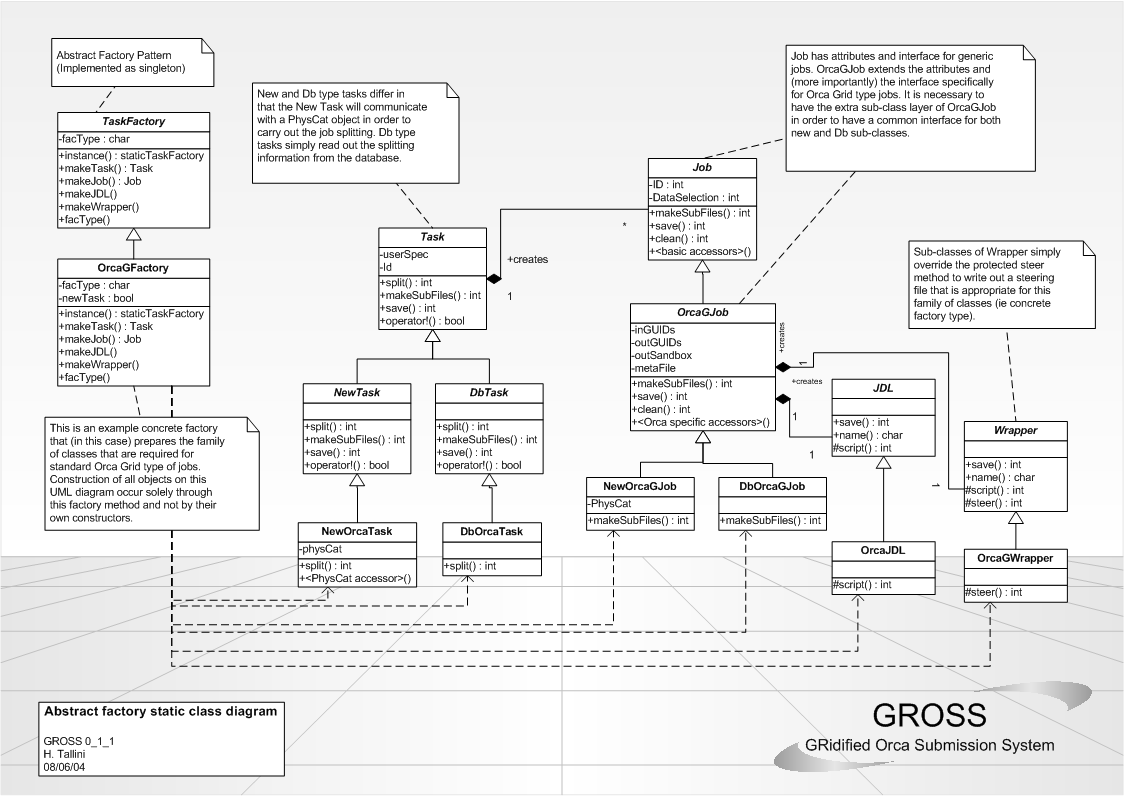 Abstract Factory Pattern
(Implemented as singleton)
TaskFactory
-facType : char
+instance() : staticTaskFactory
+makeTask() : Task
+makeJob() : Job
+makeJDL()
+makeWrapper()
+facType()
OrcaGFactory
-facType : char
-newTask : bool
+instance() : staticTaskFactory
+makeTask() : Task
+makeJob() : Job
+makeJDL()
+makeWrapper()
+facType()
This is an example concrete factory
that (in this case) prepares the family
of classes that are required for
standard Orca Grid type of jobs.
Construction of all objects on this
UML diagram occur solely through
this factory method and not by their
own constructors.
New and Db type tasks differ in
that the New Task will communicate
with a PhysCat object in order to
carry out the job splitting. Db type
tasks simply read out the splitting
information from the database.
Task
-userSpec
-Id
+split() : int
+makeSubFiles() : int
+save() : int
+operator!() : bool
+creates
1
*
NewTask
+split() : int
+makeSubFiles() : int
+save() : int
+operator!() : bool
DbTask
+split() : int
+makeSubFiles() : int
+save() : int
+operator!() : bool
NewOrcaTask
-physCat
+split() : int
+<PhysCat accessor>()
DbOrcaTask
+split() : int
Job has attributes and interface for generic
jobs. OrcaGJob extends the attributes and
(more importantly) the interface specifically
for Orca Grid type jobs. It is necessary to
have the extra sub-class layer of OrcaGJob
in order to have a common interface for both
new and Db sub-classes.
Job
-ID : int
-DataSelection : int
+makeSubFiles() : int
+save() : int
+clean() : int
+<basic accessors>()
OrcaGJob
-inGUIDs
-outGUIDs
-outSandbox
-metaFile
+makeSubFiles() : int
+save() : int
+clean() : int
+<Orca specific accessors>()
+creates
1
+creates
1
1
1
NewOrcaGJob
-PhysCat
+makeSubFiles() : int
DbOrcaGJob
+makeSubFiles() : int
Sub-classes of Wrapper simply
override the protected steer
method to write out a steering
file that is appropriate for this
family of classes (ie concrete
factory type).
JDL
+save() : int
+name() : char
#script() : int
Wrapper
+save() : int
+name() : char
#script() : int
#steer() : int
OrcaJDL
#script() : int
OrcaGWrapper
#steer() : int
Abstract factory static class diagram
GROSS 0_1_1
H. Tallini
08/06/04
GROSS
GRidified Orca Submission System